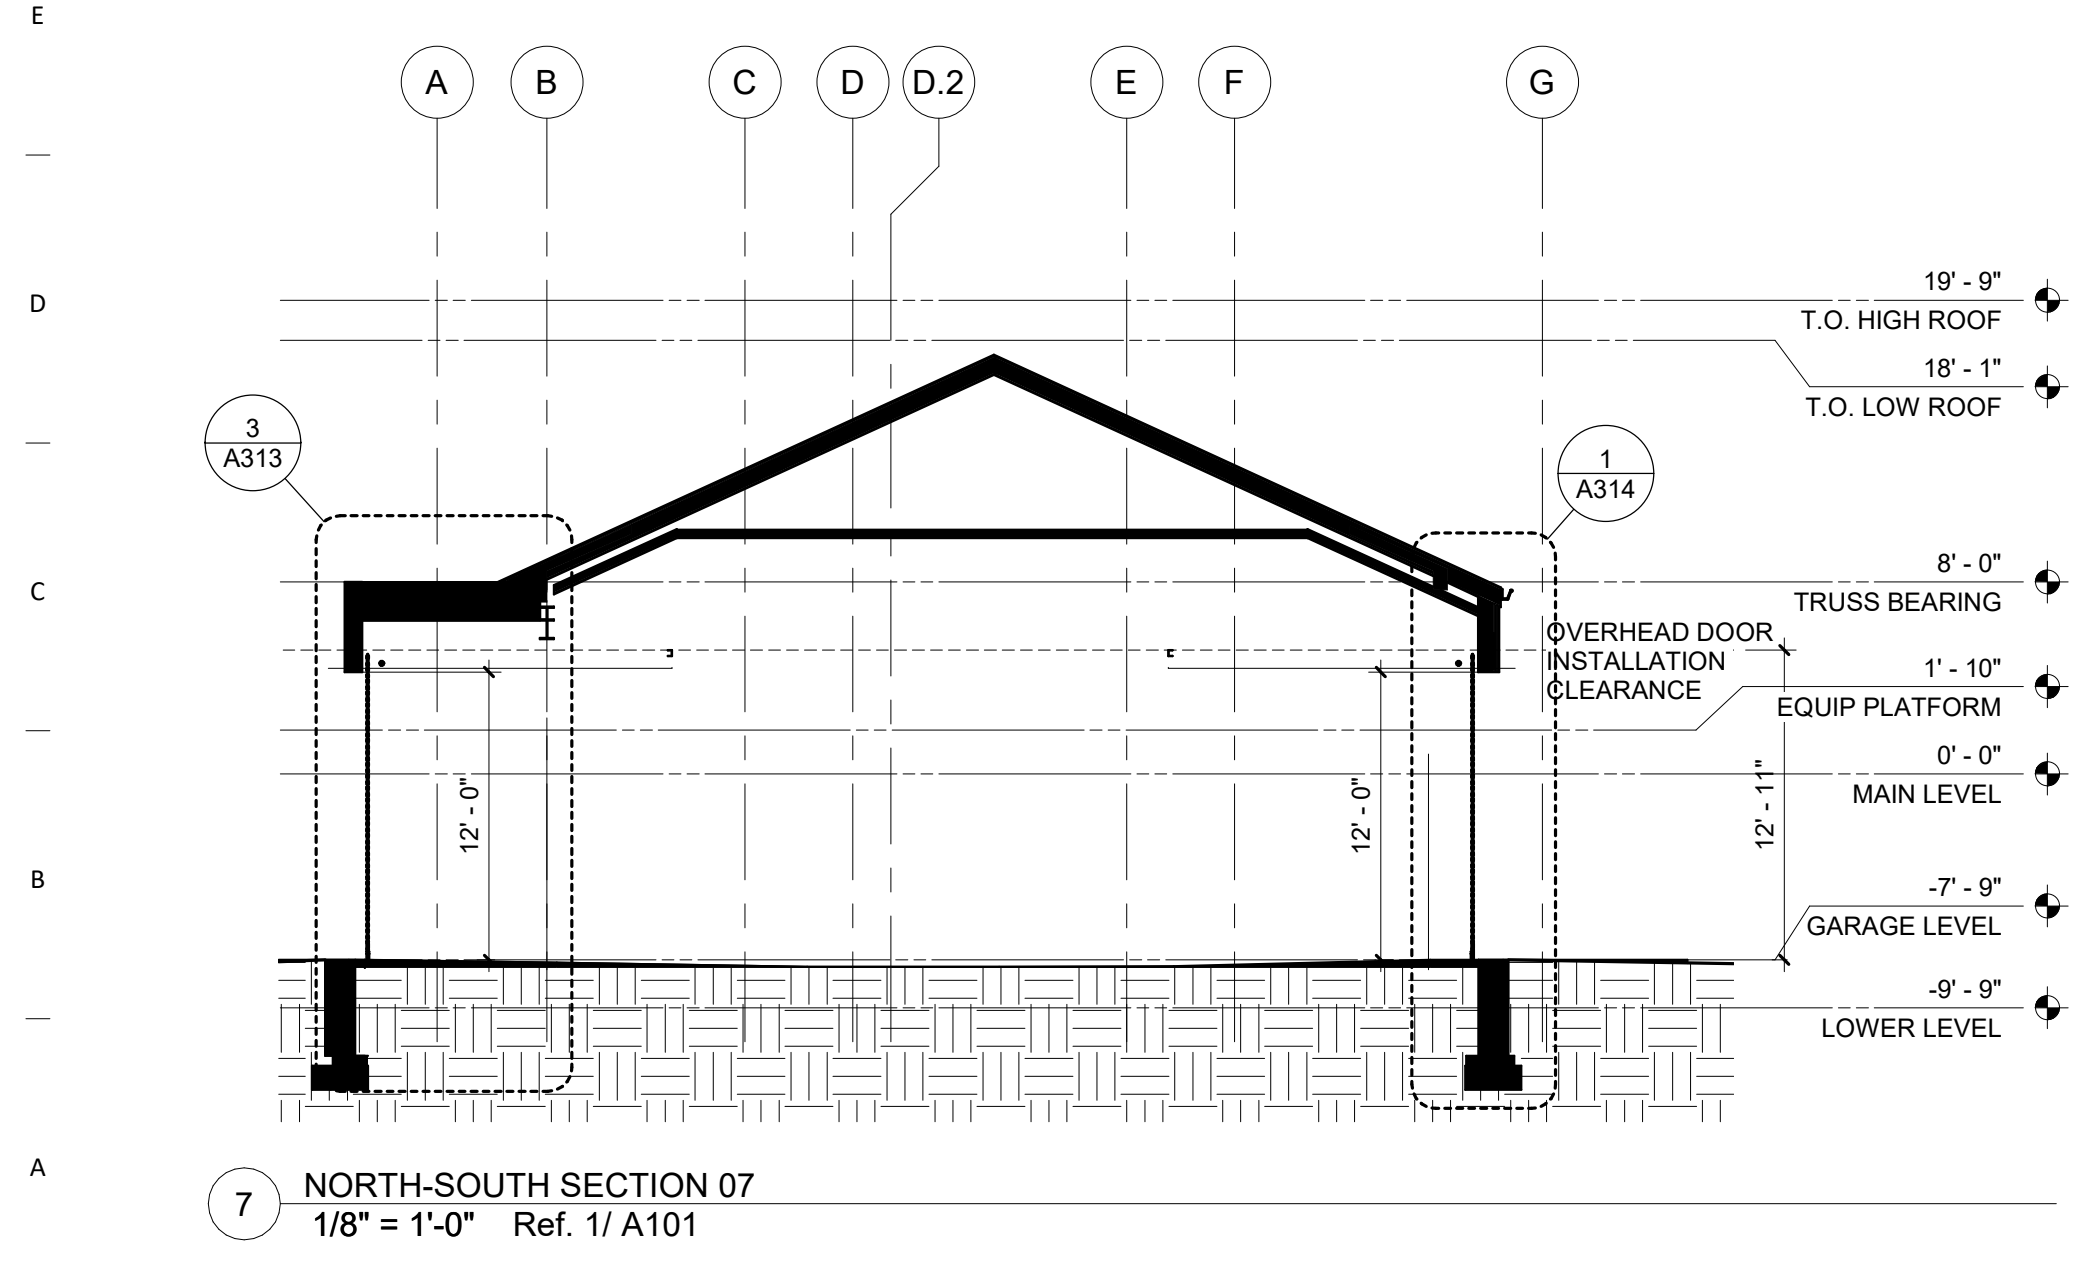 E
A B C D D.2 E F G
D
19' - 9"
T.O. HIGH ROOF
18' - 1"
T.O. LOW ROOF
3
A313
1
A314
C
8' - 0"
TRUSS BEARING
OVERHEAD DOOR
INSTALLATION
CLEARANCE
1' - 10"
EQUIP PLATFORM
0' - 0"
MAIN LEVEL
12' - 0"
12' - 0"
12' - 11"
B
-7' - 9"
GARAGE LEVEL
-9' - 9"
LOWER LEVEL
A
7
NORTH-SOUTH SECTION 07
1/8" = 1'-0" Ref. 1/ A101